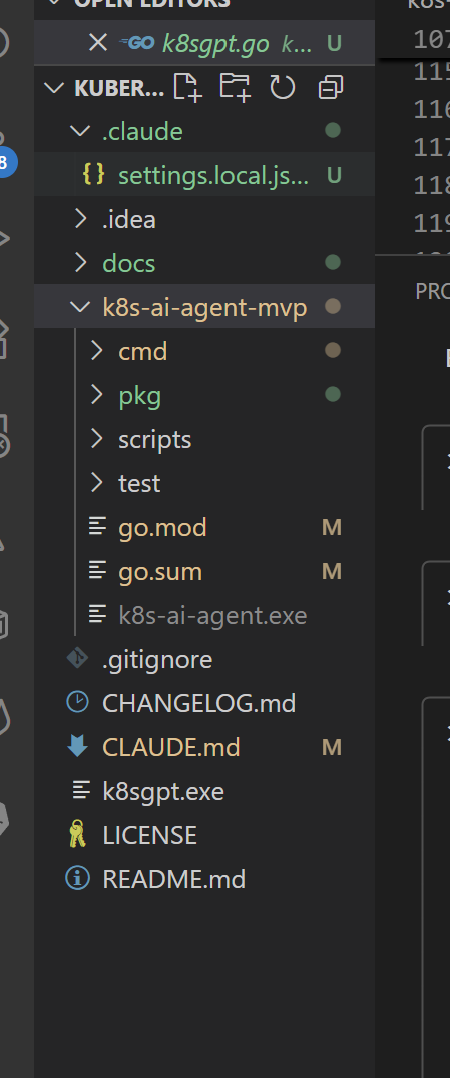 OPEN EDITORS
GO k8sgpt.go k... U
KUBER...
.claude
{} settings.local.js... U
.idea
docs
k8s-ai-agent-mvp
cmd
pkg
scripts
test
go.mod M
go.sum M
k8s-ai-agent.exe
.gitignore
CHANGELOG.md
CLAUDE.md M
k8sgpt.exe
LICENSE
README.md
8
107
115
116
117
118
119
PRO